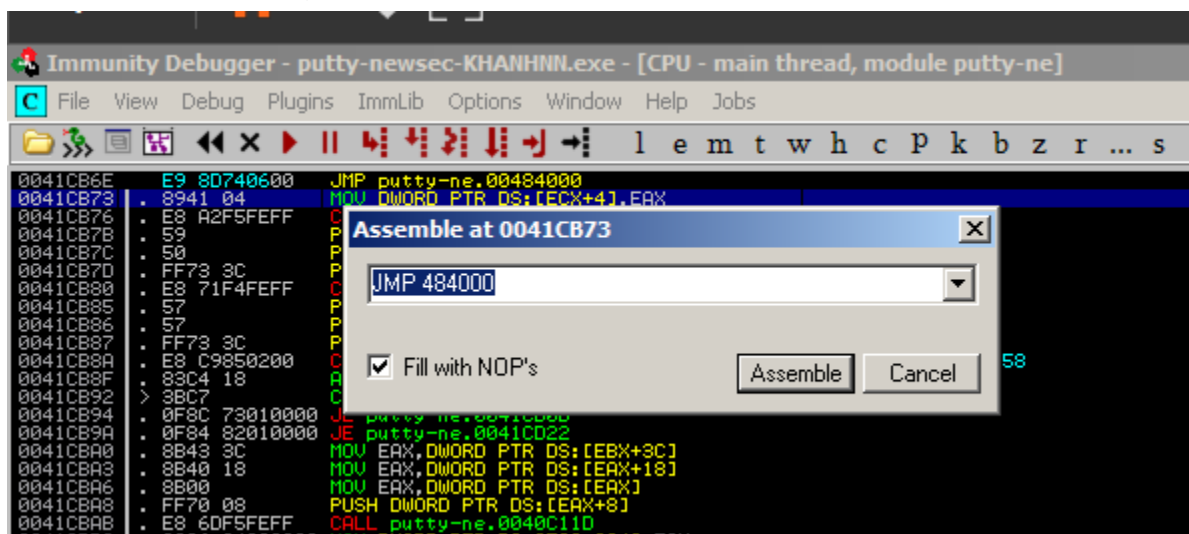 Immunity Debugger - putty-newsec-KHANHNN.exe - [CPU - main thread, module putty-ne]
C File View Debug Plugins ImmLib Options Window Help Jobs
l e m t w h c P k b z r ... s
0041CB6E E9 8D740600 JMP putty-ne.00484000
0041CB73 . 8941 04 MOV DWORD PTR DS:[ECX+4],EAX
0041CB76 . E8 A2F5FEFF C
0041CB7B . 59 P
0041CB7C . 50 P
0041CB7D . FF73 3C P
0041CB80 . E8 71F4FEFF C
0041CB85 . 57 P
0041CB86 . 57 P
0041CB87 . FF73 3C P
0041CB8A . E8 C9850200 C 58
0041CB8F . 83C4 18 A
0041CB92 > 3BC7 C
0041CB94 . 0F8C 73010000 JL putty-ne.0041CD0D
0041CB9A . 0F84 82010000 JE putty-ne.0041CD22
0041CBA0 . 8B43 3C MOV EAX,DWORD PTR DS:[EBX+3C]
0041CBA3 . 8B40 18 MOV EAX,DWORD PTR DS:[EAX+18]
0041CBA6 . 8B00 MOV EAX,DWORD PTR DS:[EAX]
0041CBA8 . FF70 08 PUSH DWORD PTR DS:[EAX+8]
0041CBAB . E8 6DF5FEFF CALL putty-ne.0040C11D
Assemble at 0041CB73
JMP 484000
Fill with NOP's
Assemble
Cancel